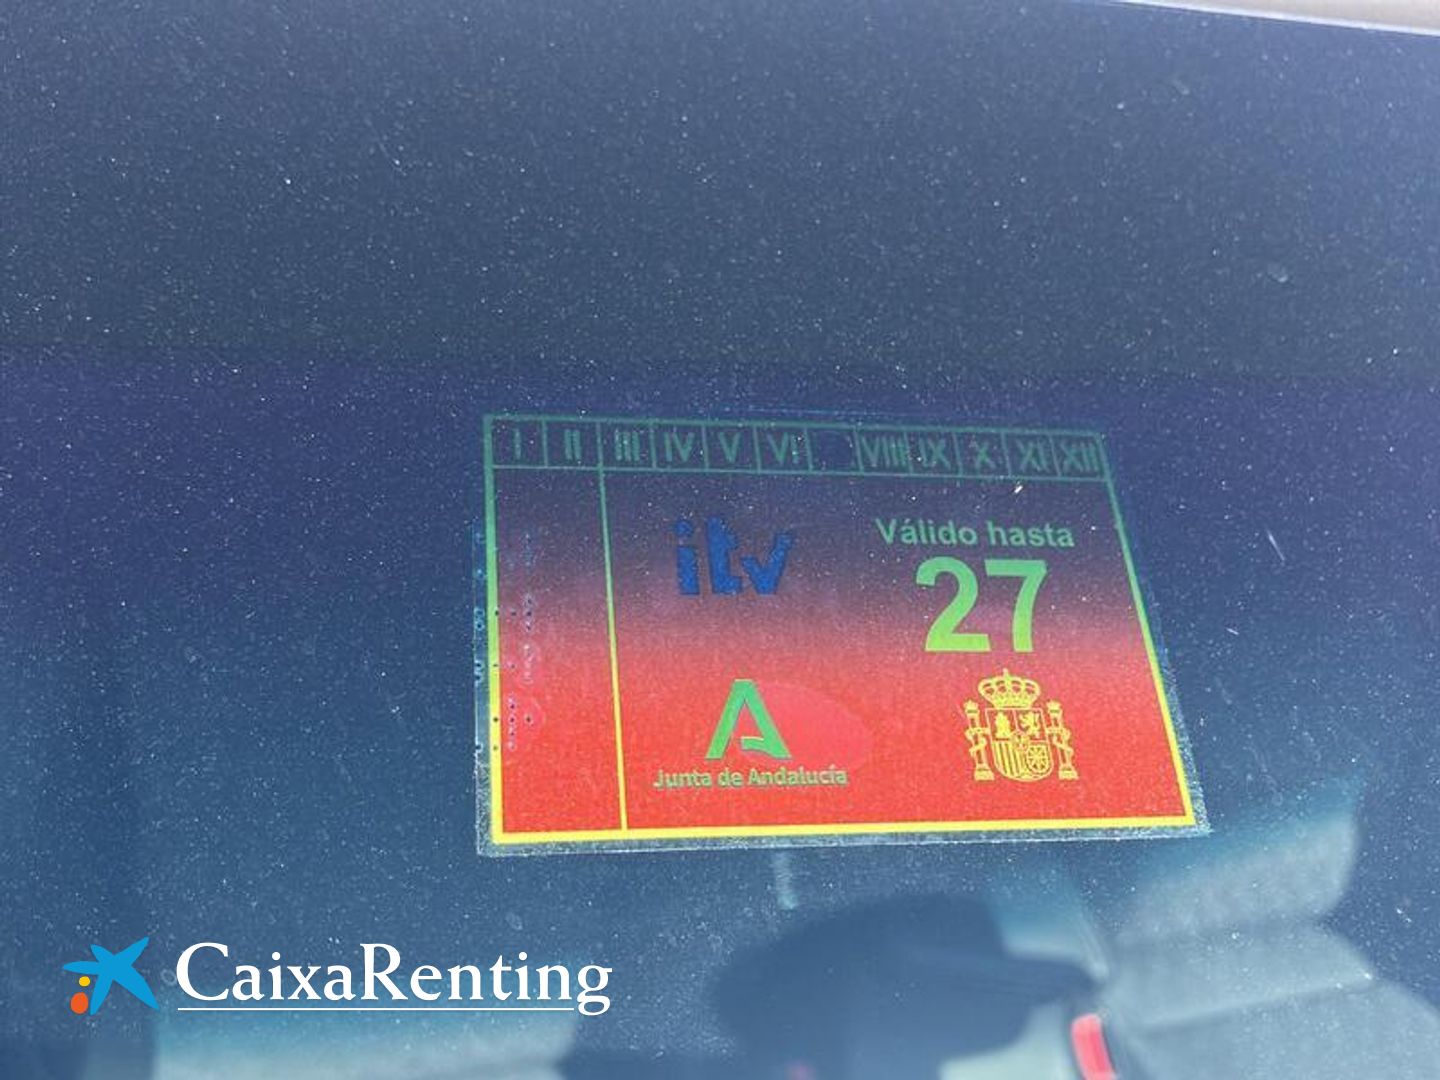 I II III IV V VI VIII IX X XI XII
itv
Válido hasta
27
Junta de Andalucía
CaixaRenting